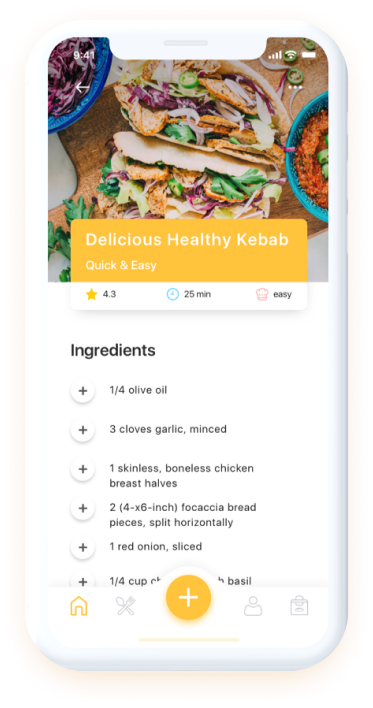 9:41
Delicious Healthy Kebab
Quick & Easy
4.3 25 min easy
Ingredients
+ 1/4 olive oil
+ 3 cloves garlic, minced
+ 1 skinless, boneless chicken
breast halves
+ 2 (4-x6-inch) focaccia bread
pieces, split horizontally
+ 1 red onion, sliced
+ 1/4 cup basil
+